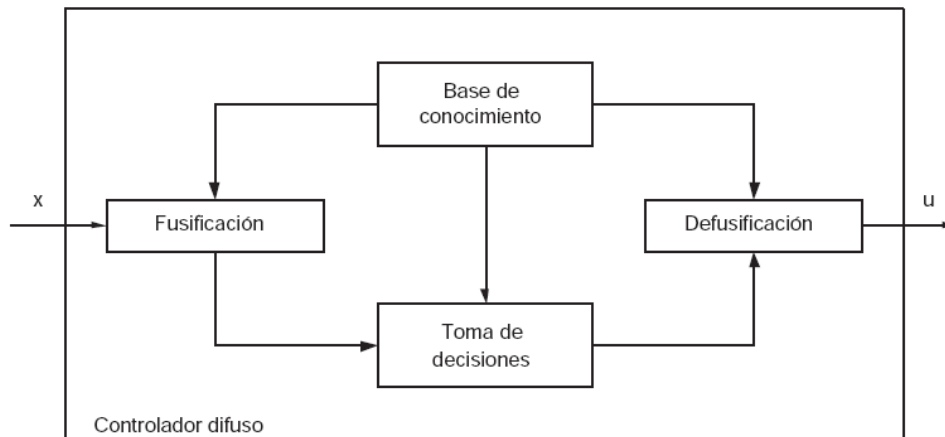 Base de
conocimiento
x
Fusificación
Defusificación
u
Toma de
decisiones
Controlador difuso